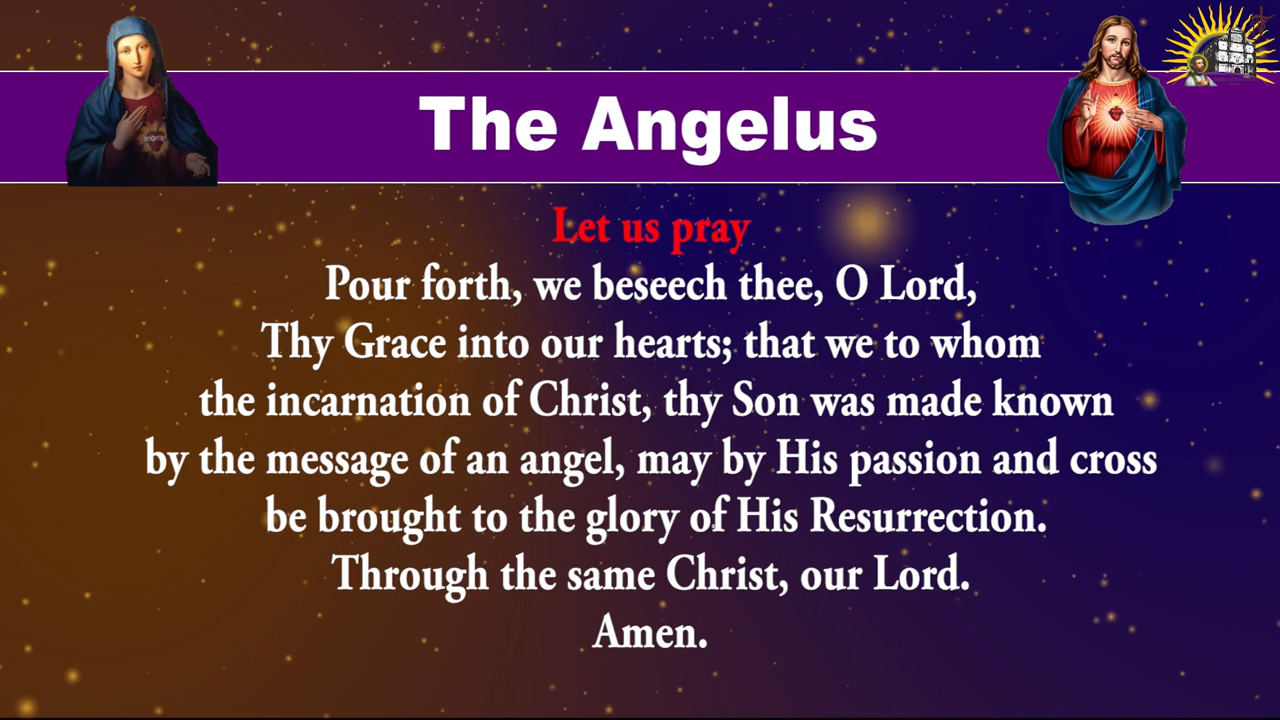 The Angelus
Let us pray
Pour forth, we beseech thee, O Lord,
Thy Grace into our hearts; that we to whom
the incarnation of Christ, thy Son was made known
by the message of an angel, may by His passion and cross
be brought to the glory of His Resurrection.
Through the same Christ, our Lord.
Amen.